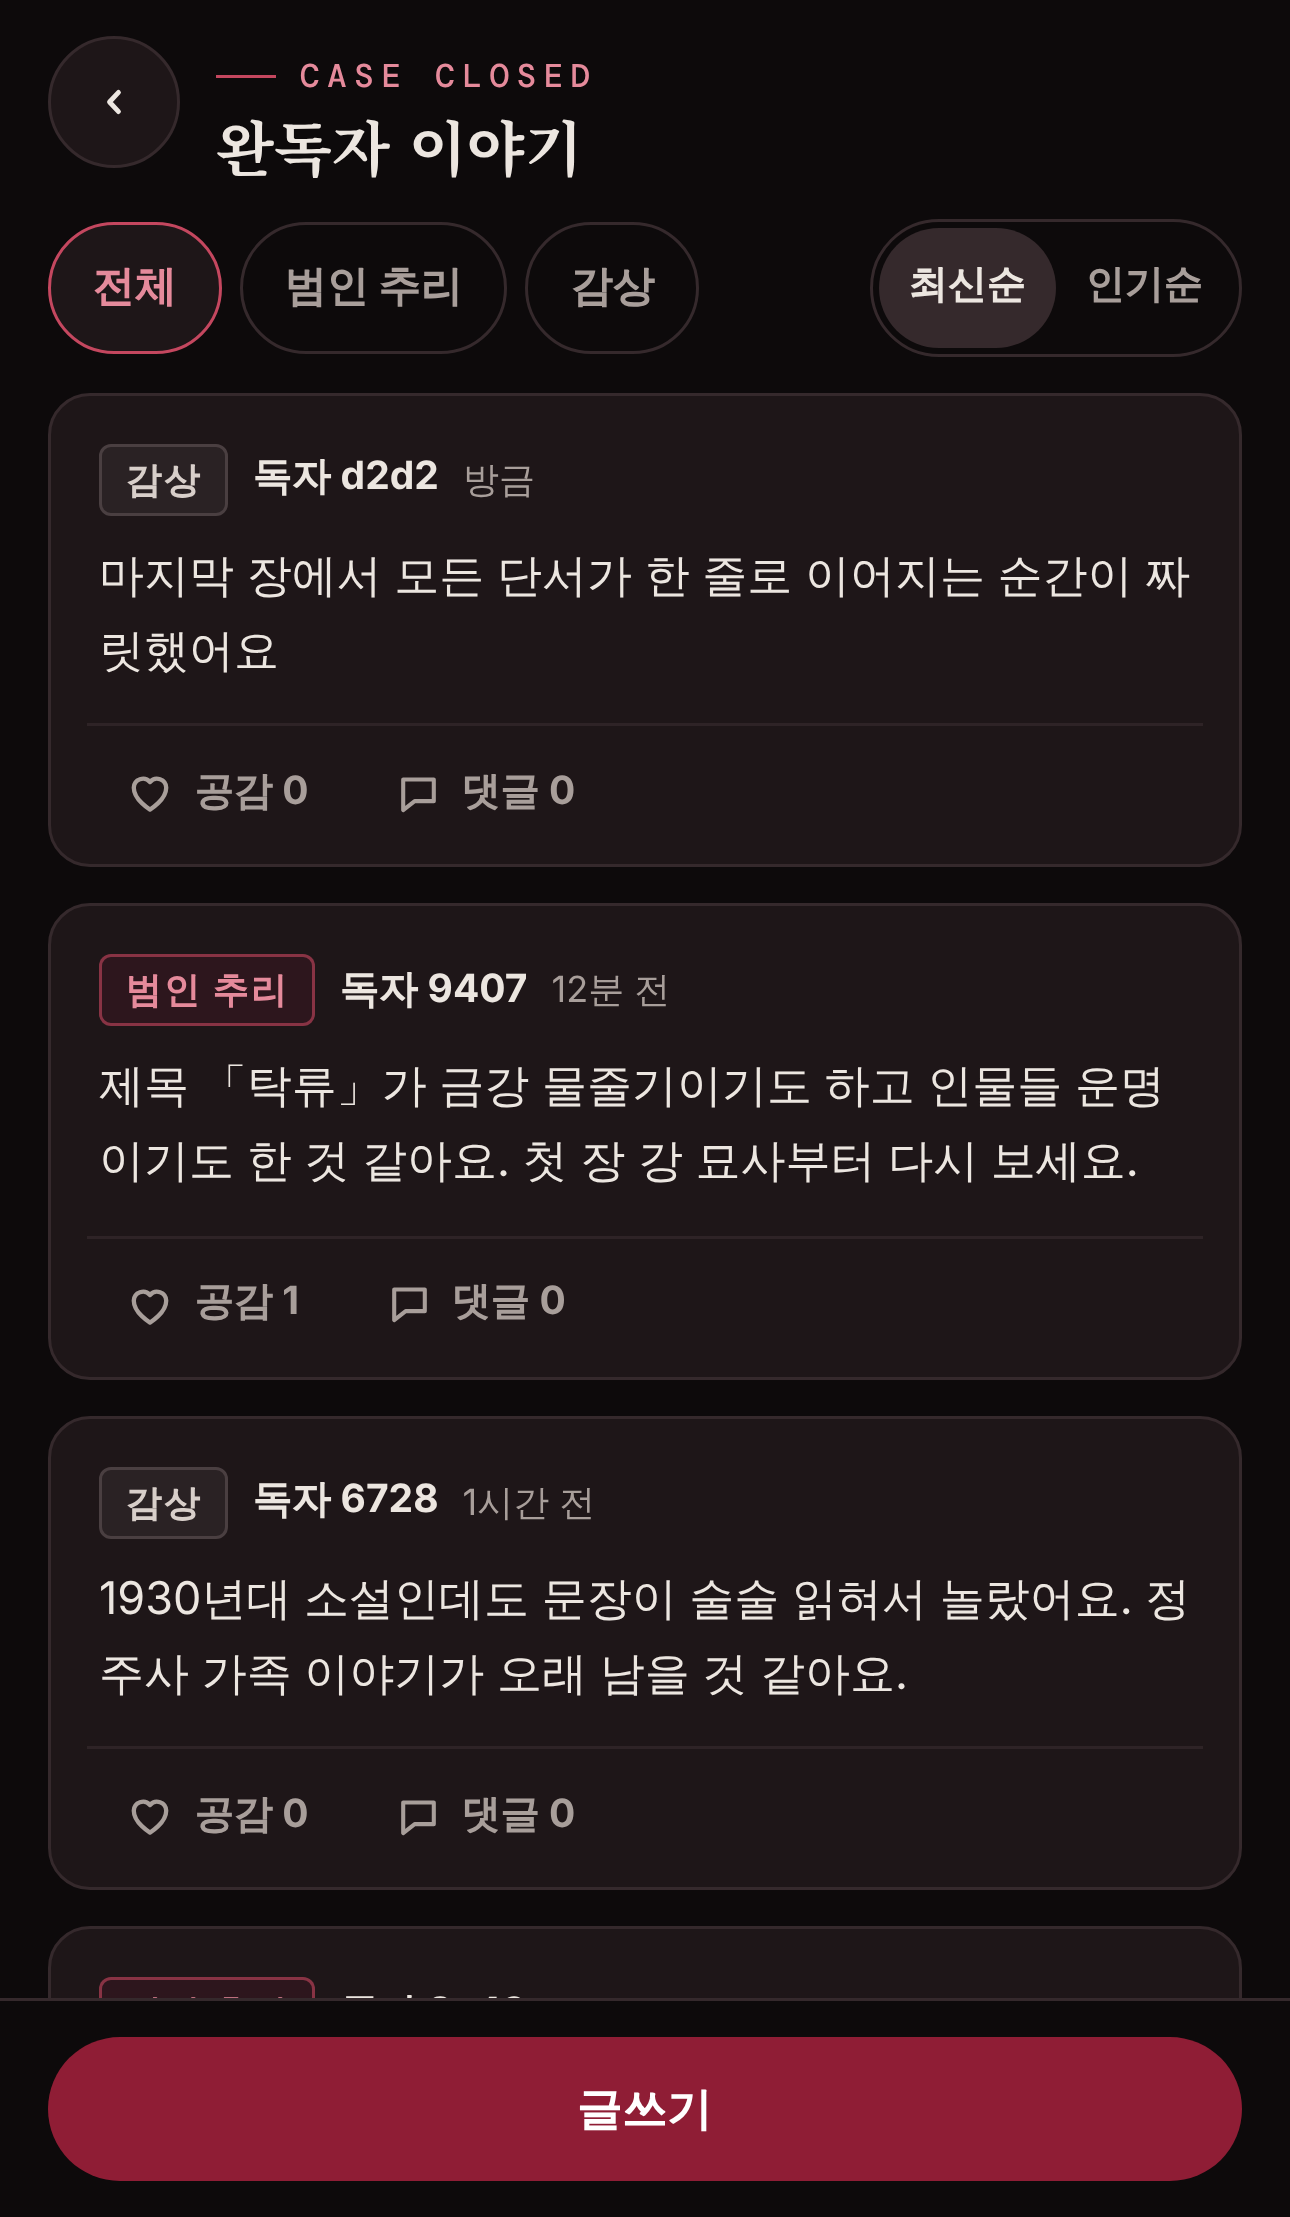 CASE CLOSED
완독자 이야기
전체 범인 추리 감상 최신순 인기순
감상 독자 d2d2 방금
마지막 장에서 모든 단서가 한 줄로 이어지는 순간이 짜
릿했어요
공감 0 댓글 0
범인 추리 독자 9407 12분 전
제목 「탁류」가 금강 물줄기이기도 하고 인물들 운명
이기도 한 것 같아요. 첫 장 강 묘사부터 다시 보세요.
공감 1 댓글 0
감상 독자 6728 1시간 전
1930년대 소설인데도 문장이 술술 읽혀서 놀랐어요. 정
주사 가족 이야기가 오래 남을 것 같아요.
공감 0 댓글 0
글쓰기